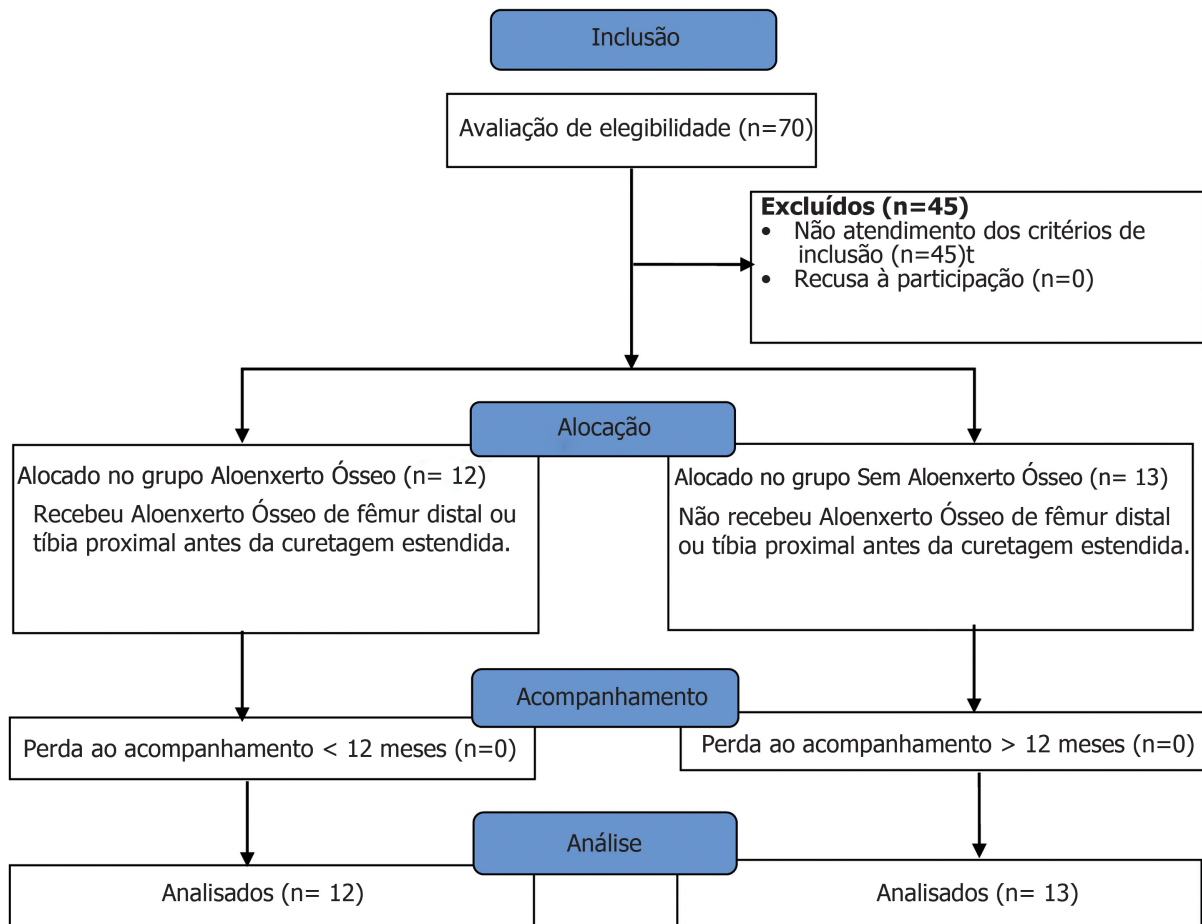 Inclusão
Avaliação de elegibilidade (n=70)
Excluídos (n=45)
• Não atendimento dos critérios de
inclusão (n=45)t
• Recusa à participação (n=0)
Alocação
Alocado no grupo Aloenxerto Ósseo (n= 12)
Recebeu Aloenxerto Ósseo de fêmur distal ou
tíbia proximal antes da curetagem estendida.
Alocado no grupo Sem Aloenxerto Ósseo (n= 13)
Não recebeu Aloenxerto Ósseo de fêmur distal
ou tíbia proximal antes da curetagem estendida.
Acompanhamento
Perda ao acompanhamento < 12 meses (n=0)
Perda ao acompanhamento > 12 meses (n=0)
Análise
Analisados (n= 12)
Analisados (n= 13)